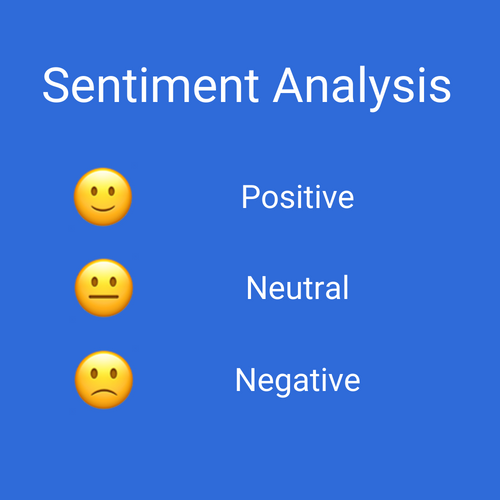 Sentiment Analysis
Positive
Neutral
Negative